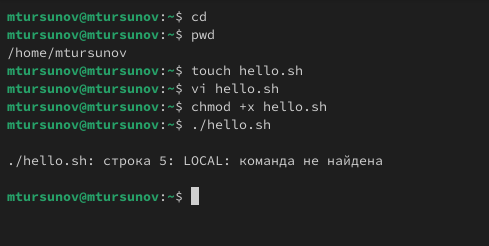 mtursunov@mtursunov:~$ cd
mtursunov@mtursunov:~$ pwd
/home/mtursunov
mtursunov@mtursunov:~$ touch hello.sh
mtursunov@mtursunov:~$ vi hello.sh
mtursunov@mtursunov:~$ chmod +x hello.sh
mtursunov@mtursunov:~$ ./hello.sh
./hello.sh: строка 5: LOCAL: команда не найдена
mtursunov@mtursunov:~$